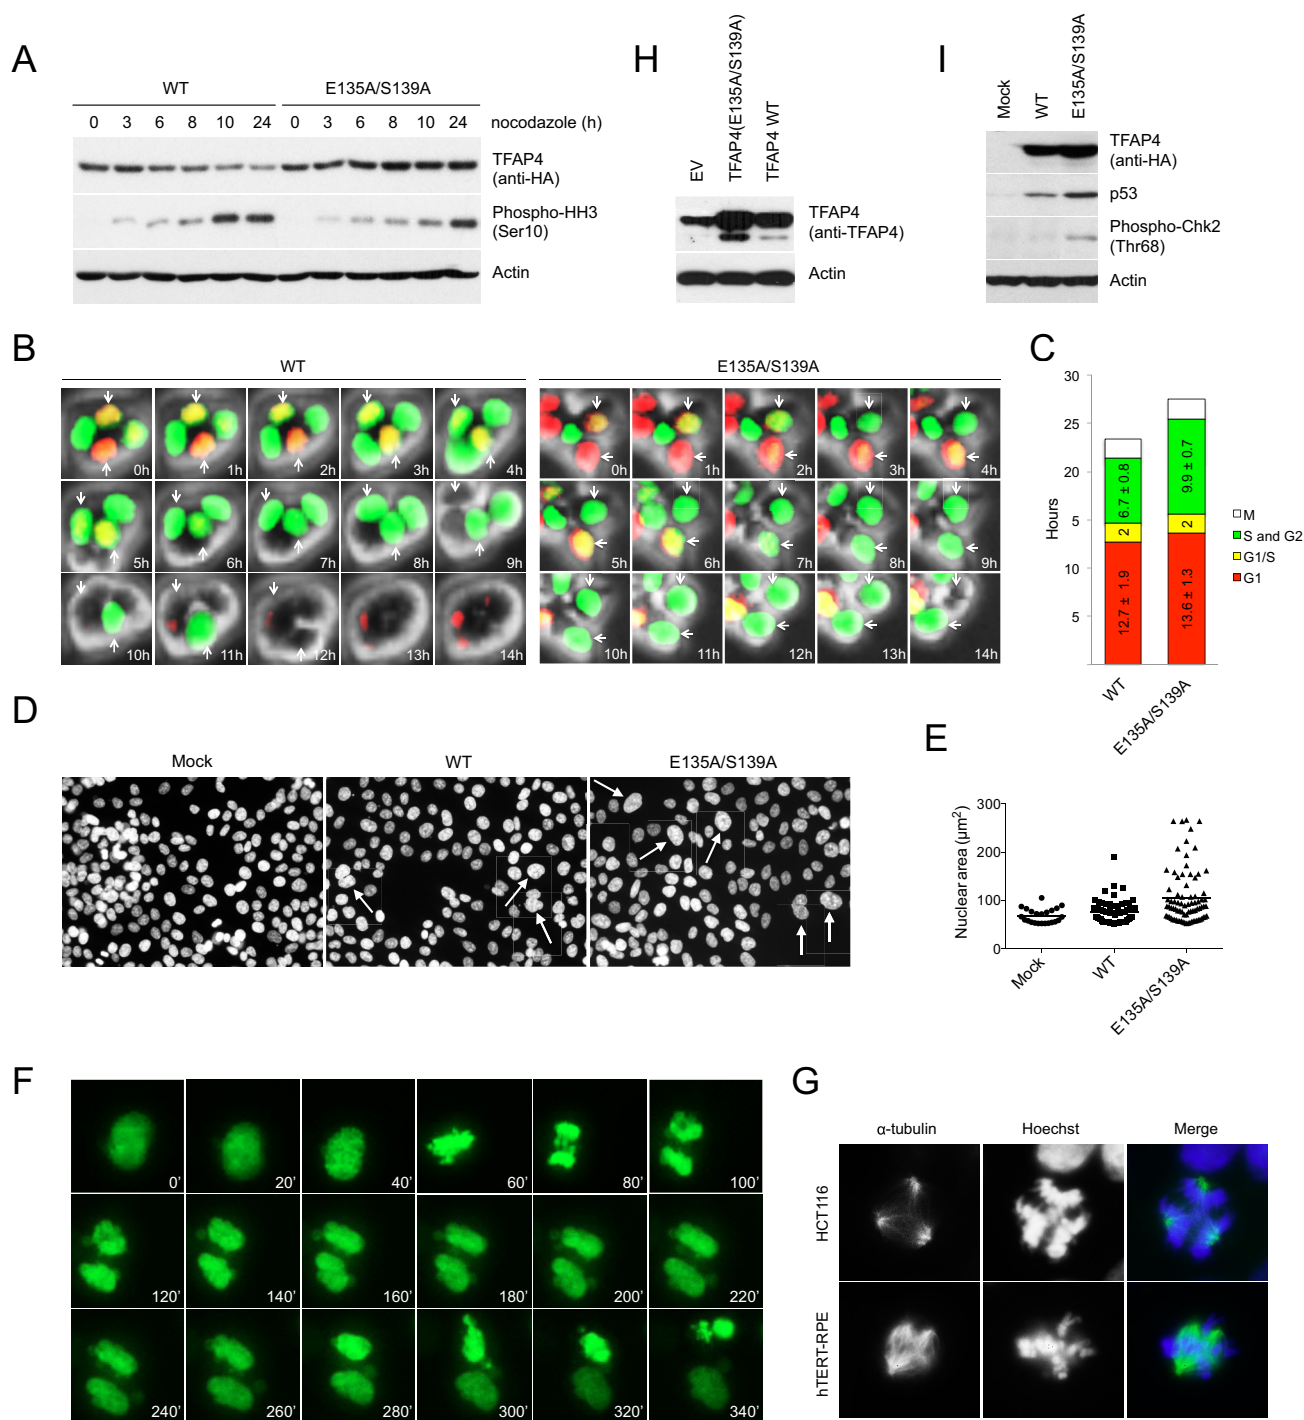 A
WT
E135A/S139A
0 3 6 8 10 24 0 3 6 8 10 24 nocodazole (h)
TFAP4
(anti-HA)
Phospho-HH3
(Ser10)
Actin
H
EV
TFAP4(E135A/S139A)
TFAP4 WT
TFAP4
(anti-TFAP4)
Actin
I
Mock
WT
E135A/S139A
TFAP4
(anti-HA)
p53
Phospho-Chk2
(Thr68)
Actin
B
WT
0h 1h 2h 3h 4h
5h 6h 7h 8h 9h
10h 11h 12h 13h 14h
E135A/S139A
0h 1h 2h 3h 4h
5h 6h 7h 8h 9h
10h 11h 12h 13h 14h
C
Hours
30
25
20
5
10
5
12.7 ± 1.9
2
6.7 ± 0.8
13.6 ± 1.3
2
9.9 ± 0.7
M
S and G2
G1/S
G1
WT
E135A/S139A
D
Mock
WT
E135A/S139A
E
Nuclear area (µm²)
300
200
100
0
Mock
WT
E135A/S139A
F
0' 20' 40' 60' 80' 100'
120' 140' 160' 180' 200' 220'
240' 260' 280' 300' 320' 340'
G
α-tubulin Hoechst Merge
HCT116
hTERT-RPE